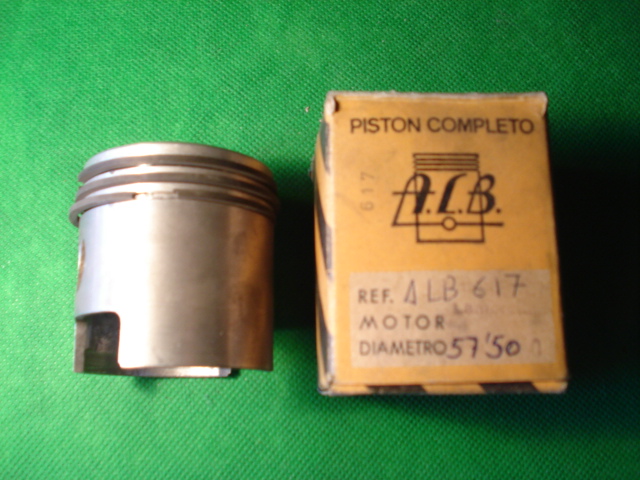 PISTON COMPLETO
617
A.L.B.
REF. ALB 617
MOTOR
DIAMETRO 57'50